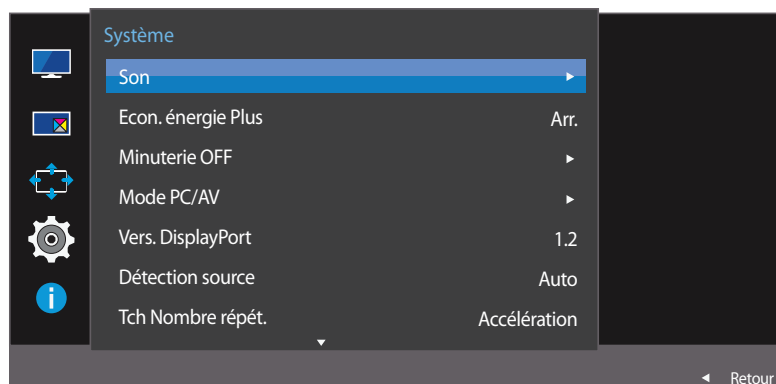 Système
Son
Econ. énergie Plus Arr.
Minuterie OFF
Mode PC/AV
Vers. DisplayPort 1.2
Détection source Auto
Tch Nombre répét. Accélération
Retour